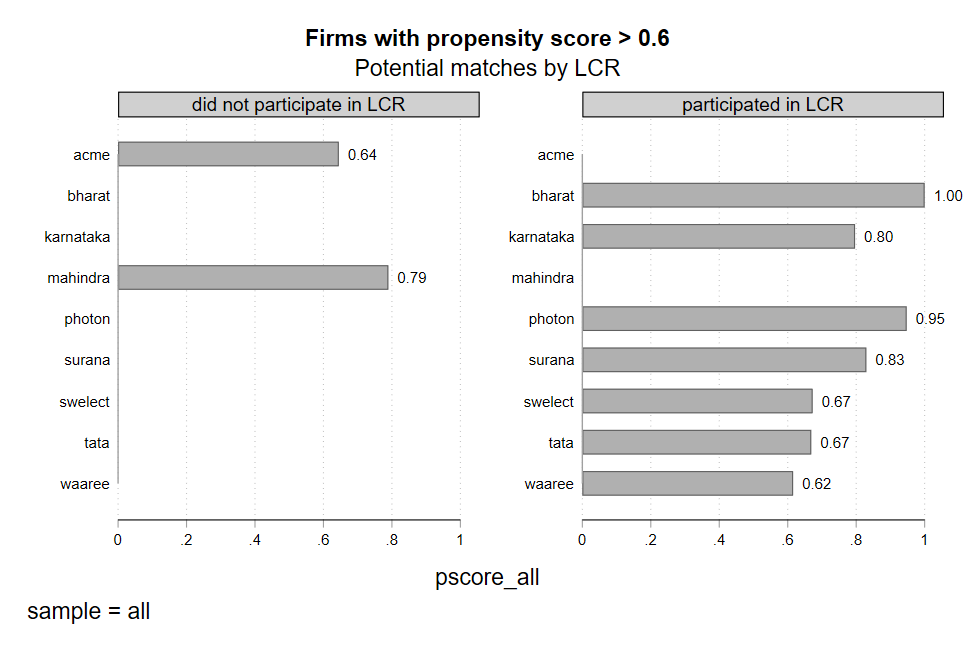 Firms with propensity score > 0.6
Potential matches by LCR
did not participate in LCR
acme 0.64
bharat
karnataka
mahindra 0.79
photon
surana
swelect
tata
waaree
0 .2 .4 .6 .8 1
participated in LCR
acme
bharat 1.00
karnataka 0.80
mahindra
photon 0.95
surana 0.83
swelect 0.67
tata 0.67
waaree 0.62
0 .2 .4 .6 .8 1
pscore_all
sample = all